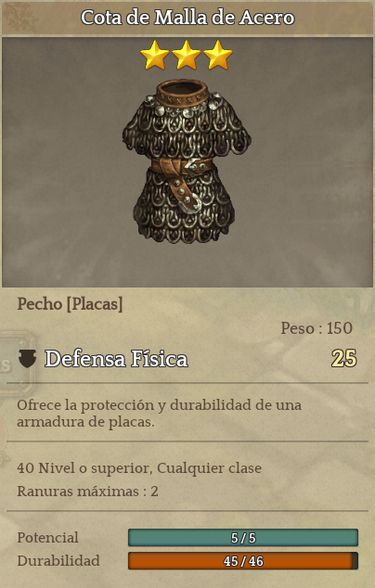 Cota de Malla de Acero
Pecho [Placas]
Peso : 150
Defensa Física 25
Ofrece la protección y durabilidad de una
armadura de placas.
40 Nivel o superior, Cualquier clase
Ranuras máximas : 2
Potencial 5 / 5
Durabilidad 45 / 46